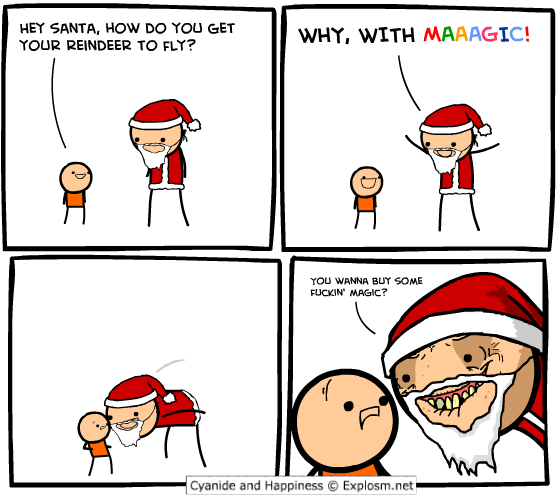 HEY SANTA, HOW DO YOU GET
YOUR REINDEER TO FLY?
WHY, WITH MAAAGIC!
YOU WANNA BUY SOME
FUCKIN' MAGIC?
Cyanide and Happiness © Explosm.net